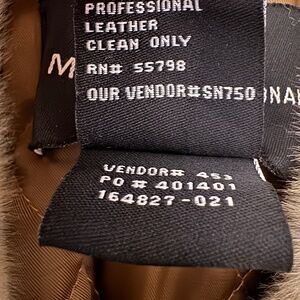 PROFESSIONAL
LEATHER
CLEAN ONLY
RN# 55798
OUR VENDOR#SN750
VENDOR# 453
PO # 401401
164827-021